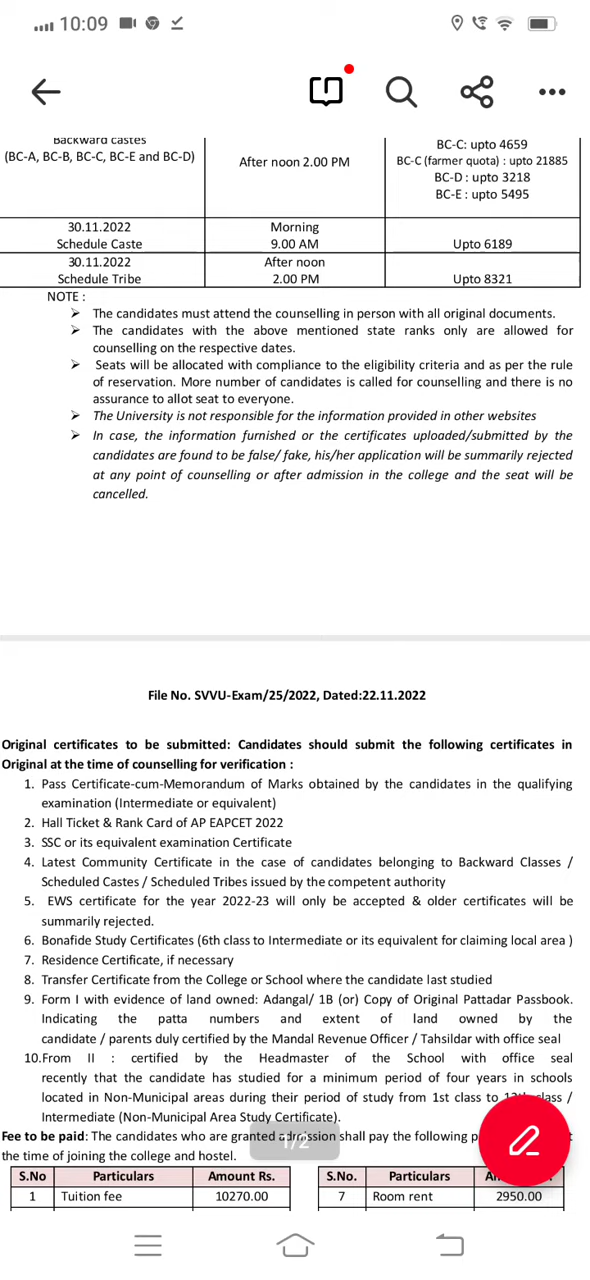 10:09
Backward castes
(BC-A, BC-B, BC-C, BC-E and BC-D)
After noon 2.00 PM
BC-C: upto 4659
BC-C (farmer quota) : upto 21885
BC-D : upto 3218
BC-E : upto 5495
30.11.2022
Schedule Caste
Morning
9.00 AM
Upto 6189
30.11.2022
Schedule Tribe
After noon
2.00 PM
Upto 8321
NOTE :
➢ The candidates must attend the counselling in person with all original documents.
➢ The candidates with the above mentioned state ranks only are allowed for
counselling on the respective dates.
➢ Seats will be allocated with compliance to the eligibility criteria and as per the rule
of reservation. More number of candidates is called for counselling and there is no
assurance to allot seat to everyone.
➢ The University is not responsible for the information provided in other websites
➢ In case, the information furnished or the certificates uploaded/submitted by the
candidates are found to be false/ fake, his/her application will be summarily rejected
at any point of counselling or after admission in the college and the seat will be
cancelled.
File No. SVVU-Exam/25/2022, Dated:22.11.2022
Original certificates to be submitted: Candidates should submit the following certificates in
Original at the time of counselling for verification :
1. Pass Certificate-cum-Memorandum of Marks obtained by the candidates in the qualifying
examination (Intermediate or equivalent)
2. Hall Ticket & Rank Card of AP EAPCET 2022
3. SSC or its equivalent examination Certificate
4. Latest Community Certificate in the case of candidates belonging to Backward Classes /
Scheduled Castes / Scheduled Tribes issued by the competent authority
5. EWS certificate for the year 2022-23 will only be accepted & older certificates will be
summarily rejected.
6. Bonafide Study Certificates (6th class to Intermediate or its equivalent for claiming local area )
7. Residence Certificate, if necessary
8. Transfer Certificate from the College or School where the candidate last studied
9. Form I with evidence of land owned: Adangal/ 1B (or) Copy of Original Pattadar Passbook.
Indicating the patta numbers and extent of land owned by the
candidate / parents duly certified by the Mandal Revenue Officer / Tahsildar with office seal
10.From II : certified by the Headmaster of the School with office seal
recently that the candidate has studied for a minimum period of four years in schools
located in Non-Municipal areas during their period of study from 1st class to class /
Intermediate (Non-Municipal Area Study Certificate).
Fee to be paid: The candidates who are granted admission shall pay the following
1/2
the time of joining the college and hostel.
S.No Particulars Amount Rs.
1 Tuition fee 10270.00
S.No. Particulars
7 Room rent 2950.00